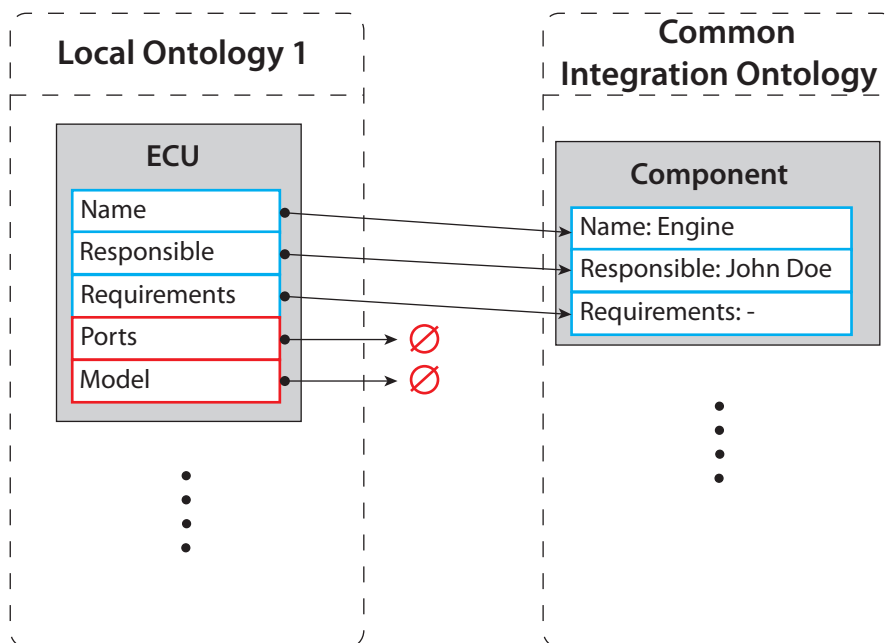 Local Ontology 1
ECU
Name
Responsible
Requirements
Ports
Model
Common
Integration Ontology
Component
Name: Engine
Responsible: John Doe
Requirements: -